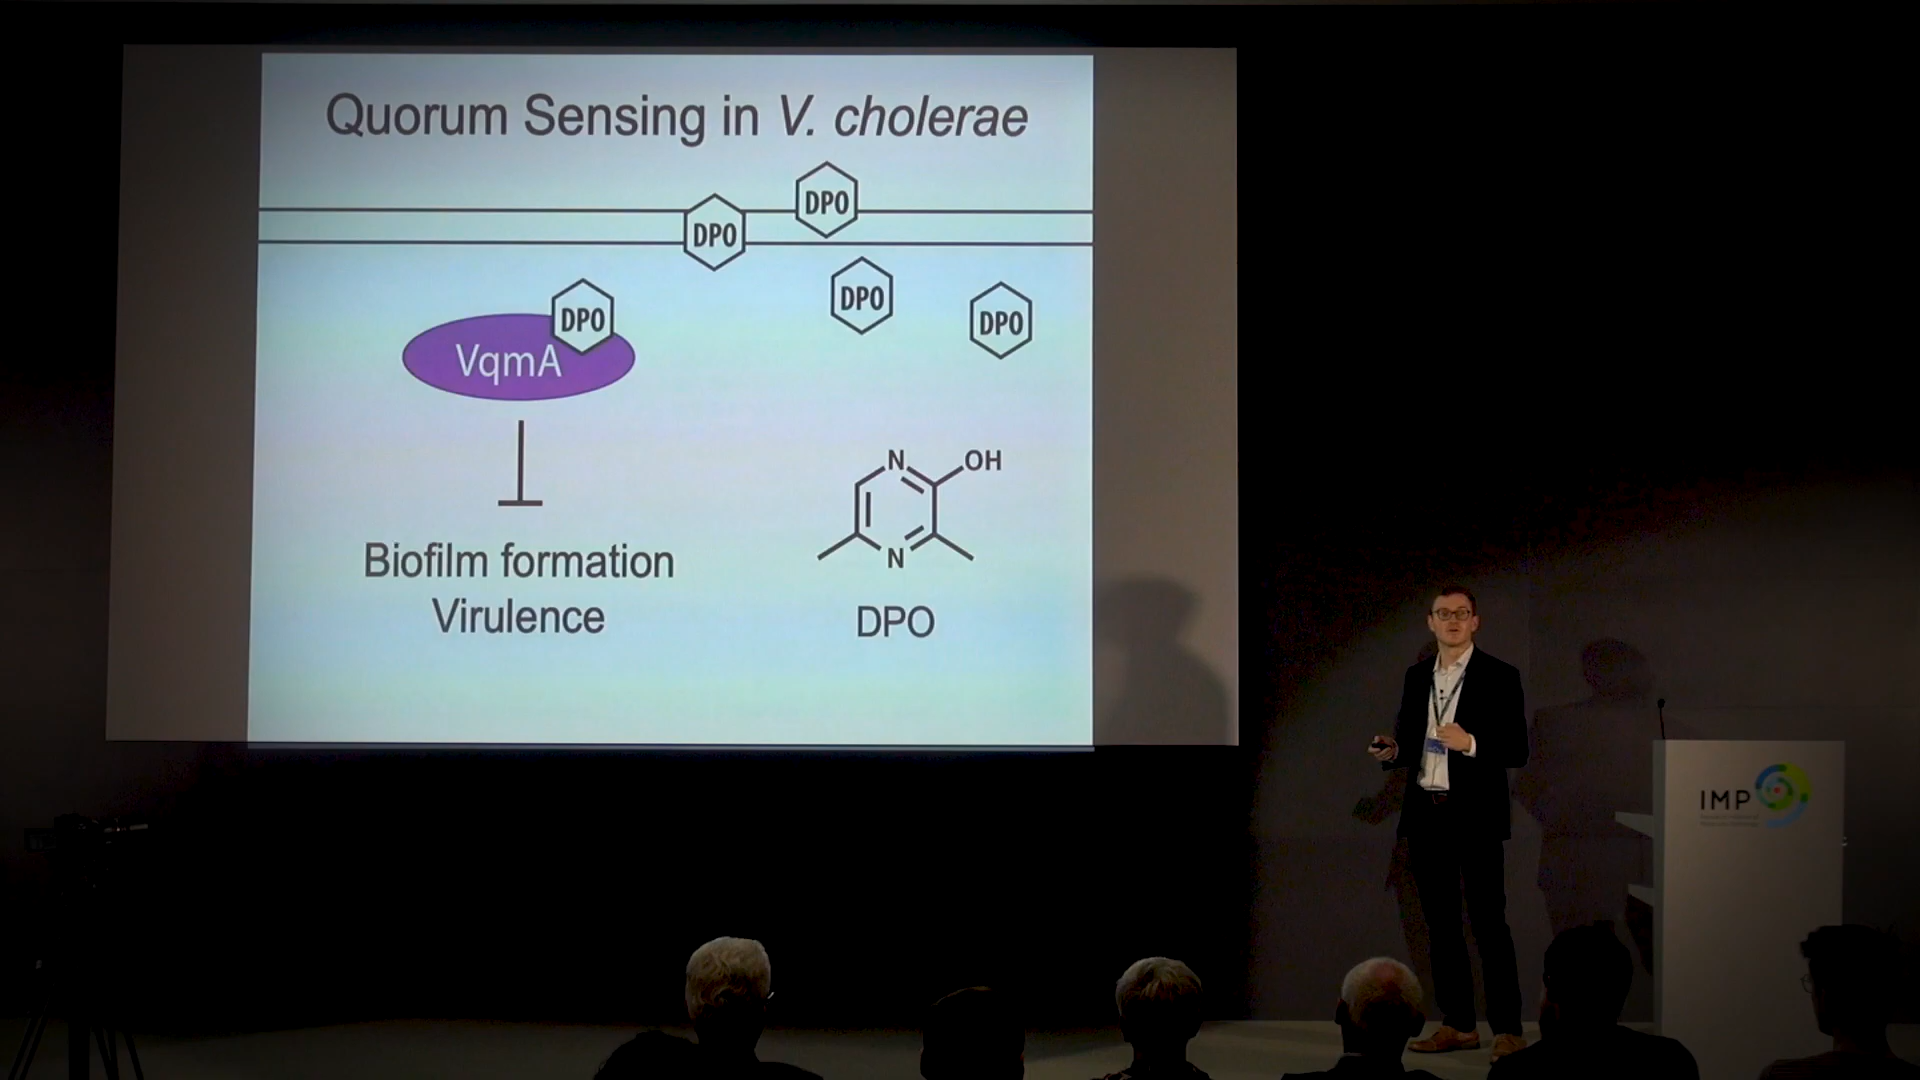 Quorum Sensing in V. cholerae
DPO
DPO
DPO
DPO
DPO
VqmA
N
OH
N
Biofilm formation
Virulence
DPO
IMP